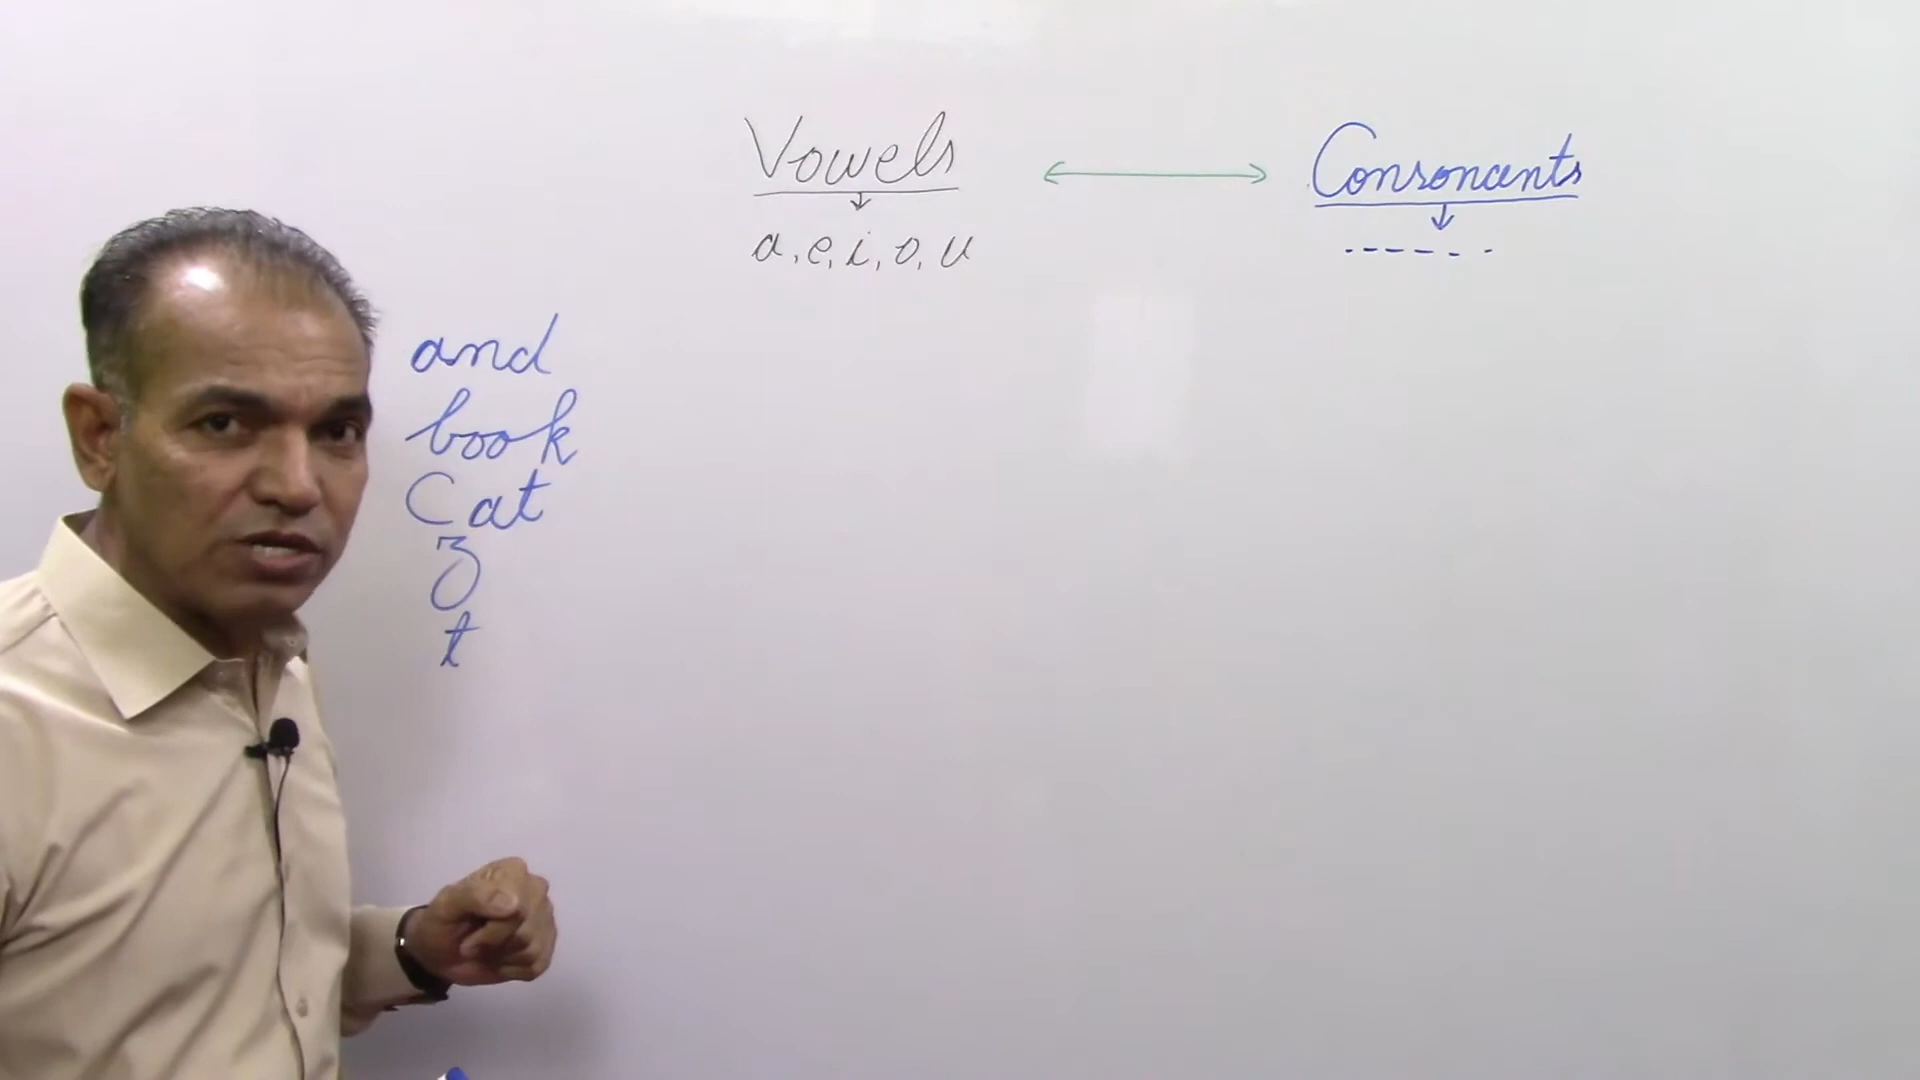 Vowels ↔ Consonants
↓ ↓
a, e, i, o, u ------
and
book
Cat
z
t